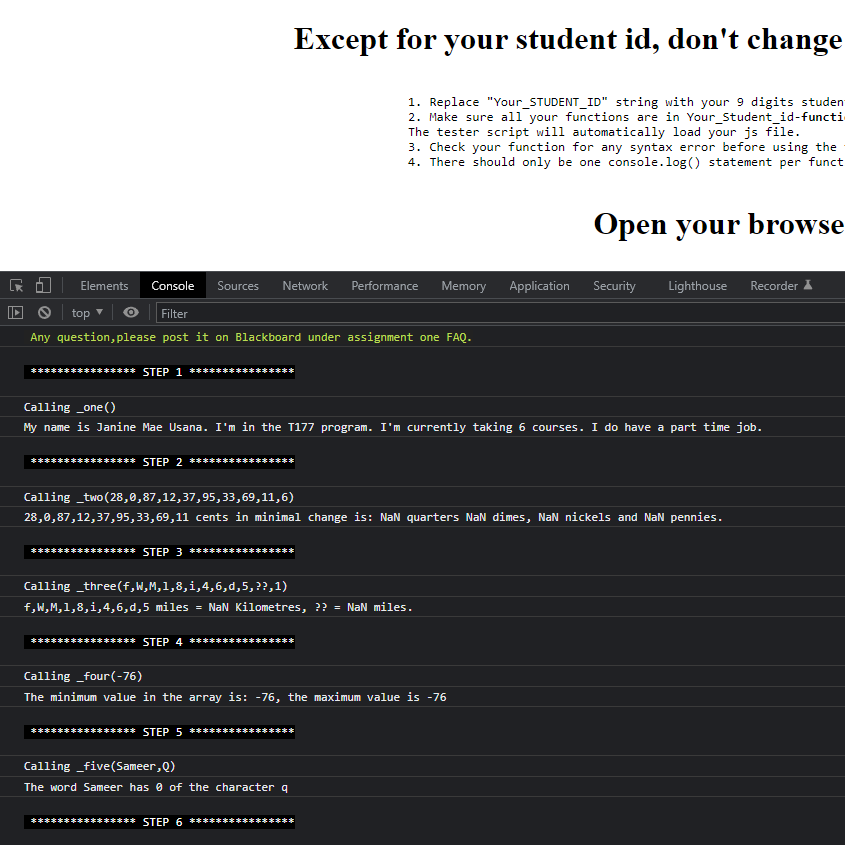 Except for your student id, don't change
1. Replace "Your_STUDENT_ID" string with your 9 digits studen
2. Make sure all your functions are in Your_Student_id-functi
The tester script will automatically load your js file.
3. Check your function for any syntax error before using the
4. There should only be one console.log() statement per funct
Open your browse
Elements Console Sources Network Performance Memory Application Security Lighthouse Recorder
top Filter
Any question,please post it on Blackboard under assignment one FAQ.
**************** STEP 1 ****************
Calling _one()
My name is Janine Mae Usana. I'm in the T177 program. I'm currently taking 6 courses. I do have a part time job.
**************** STEP 2 ****************
Calling _two(28,0,87,12,37,95,33,69,11,6)
28,0,87,12,37,95,33,69,11 cents in minimal change is: NaN quarters NaN dimes, NaN nickels and NaN pennies.
**************** STEP 3 ****************
Calling _three(f,W,M,l,8,i,4,6,d,5,??,1)
f,W,M,l,8,i,4,6,d,5 miles = NaN Kilometres, ?? = NaN miles.
**************** STEP 4 ****************
Calling _four(-76)
The minimum value in the array is: -76, the maximum value is -76
**************** STEP 5 ****************
Calling _five(Sameer,Q)
The word Sameer has 0 of the character q
**************** STEP 6 ****************